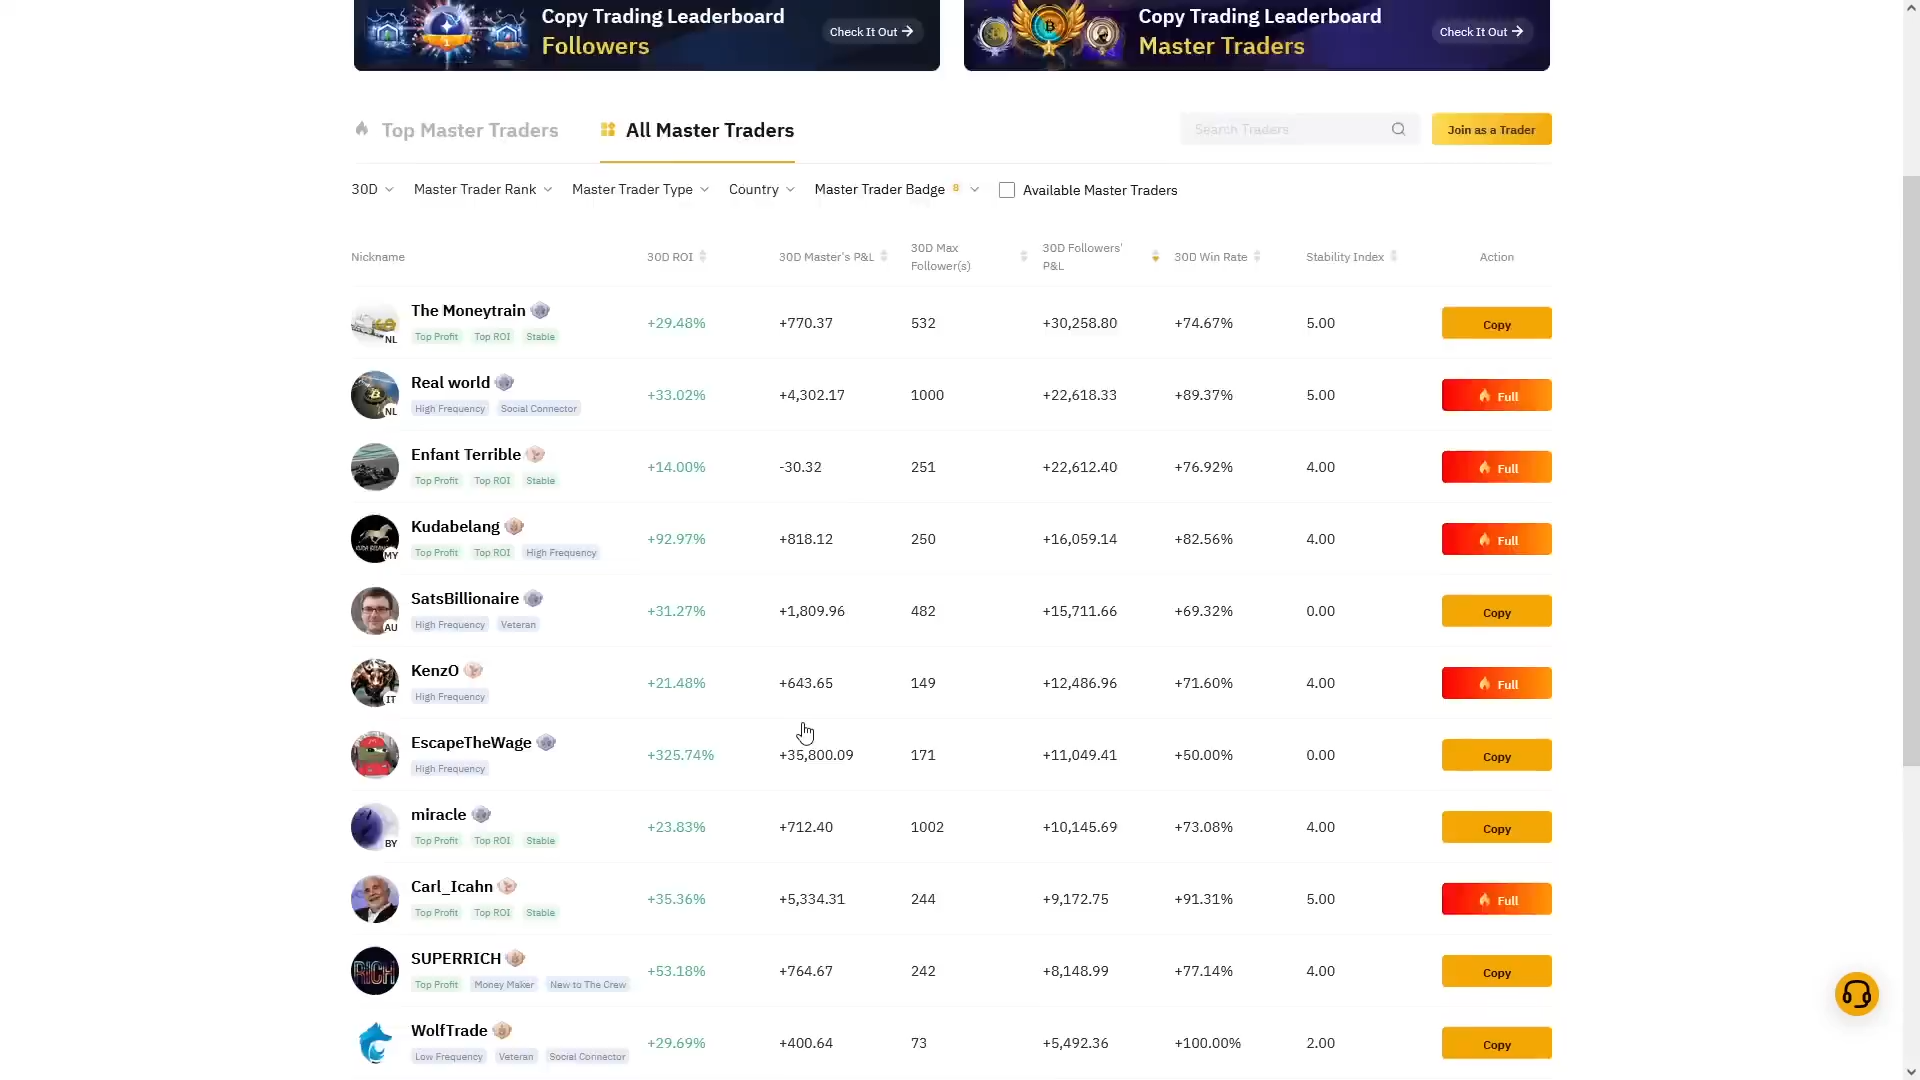 Copy Trading Leaderboard
Followers
Check It Out
Copy Trading Leaderboard
Master Traders
Check It Out
Top Master Traders
All Master Traders
Search Traders
Join as a Trader
30D
Master Trader Rank
Master Trader Type
Country
Master Trader Badge 8
Available Master Traders
Nickname
30D ROI
30D Master's P&L
30D Max
Follower(s)
30D Followers'
P&L
30D Win Rate
Stability Index
Action
NL
The Moneytrain
Top Profit Top ROI Stable
+29.48% +770.37 532 +30,258.80 +74.67% 5.00 Copy
NL
Real world
High Frequency Social Connector
+33.02% +4,302.17 1000 +22,618.33 +89.37% 5.00 Full
Enfant Terrible
Top Profit Top ROI Stable
+14.00% -30.32 251 +22,612.40 +76.92% 4.00 Full
MY
Kudabelang
Top Profit Top ROI High Frequency
+92.97% +818.12 250 +16,059.14 +82.56% 4.00 Full
AU
SatsBillionaire
High Frequency Veteran
+31.27% +1,809.96 482 +15,711.66 +69.32% 0.00 Copy
IT
KenzO
High Frequency
+21.48% +643.65 149 +12,486.96 +71.60% 4.00 Full
EscapeTheWage
High Frequency
+325.74% +35,800.09 171 +11,049.41 +50.00% 0.00 Copy
BY
miracle
Top Profit Top ROI Stable
+23.83% +712.40 1002 +10,145.69 +73.08% 4.00 Copy
Carl_Icahn
Top Profit Top ROI Stable
+35.36% +5,334.31 244 +9,172.75 +91.31% 5.00 Full
RICH
SUPERRICH
Top Profit Money Maker New to The Crew
+53.18% +764.67 242 +8,148.99 +77.14% 4.00 Copy
WolfTrade
Low Frequency Veteran Social Connector
+29.69% +400.64 73 +5,492.36 +100.00% 2.00 Copy